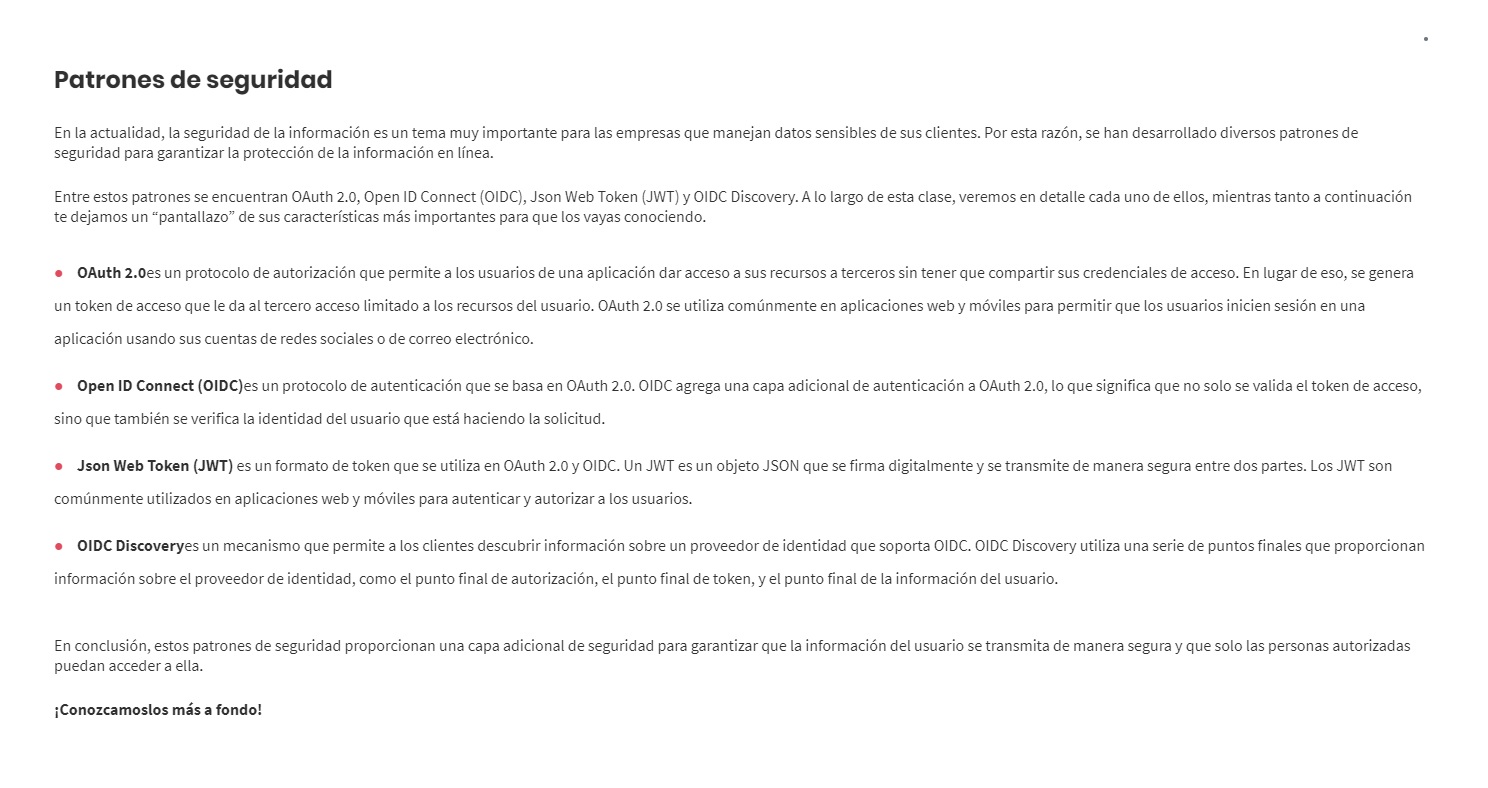 Patrones de seguridad
En la actualidad, la seguridad de la información es un tema muy importante para las empresas que manejan datos sensibles de sus clientes. Por esta razón, se han desarrollado diversos patrones de
seguridad para garantizar la protección de la información en línea.
Entre estos patrones se encuentran OAuth 2.0, Open ID Connect (OIDC), Json Web Token (JWT) y OIDC Discovery. A lo largo de esta clase, veremos en detalle cada uno de ellos, mientras tanto a continuación
te dejamos un “pantallazo” de sus características más importantes para que los vayas conociendo.
● OAuth 2.0es un protocolo de autorización que permite a los usuarios de una aplicación dar acceso a sus recursos a terceros sin tener que compartir sus credenciales de acceso. En lugar de eso, se genera
un token de acceso que le da al tercero acceso limitado a los recursos del usuario. OAuth 2.0 se utiliza comúnmente en aplicaciones web y móviles para permitir que los usuarios inicien sesión en una
aplicación usando sus cuentas de redes sociales o de correo electrónico.
● Open ID Connect (OIDC)es un protocolo de autenticación que se basa en OAuth 2.0. OIDC agrega una capa adicional de autenticación a OAuth 2.0, lo que significa que no solo se valida el token de acceso,
sino que también se verifica la identidad del usuario que está haciendo la solicitud.
● Json Web Token (JWT) es un formato de token que se utiliza en OAuth 2.0 y OIDC. Un JWT es un objeto JSON que se firma digitalmente y se transmite de manera segura entre dos partes. Los JWT son
comúnmente utilizados en aplicaciones web y móviles para autenticar y autorizar a los usuarios.
● OIDC Discoveryes un mecanismo que permite a los clientes descubrir información sobre un proveedor de identidad que soporta OIDC. OIDC Discovery utiliza una serie de puntos finales que proporcionan
información sobre el proveedor de identidad, como el punto final de autorización, el punto final de token, y el punto final de la información del usuario.
En conclusión, estos patrones de seguridad proporcionan una capa adicional de seguridad para garantizar que la información del usuario se transmita de manera segura y que solo las personas autorizadas
puedan acceder a ella.
¡Conozcamoslos más a fondo!